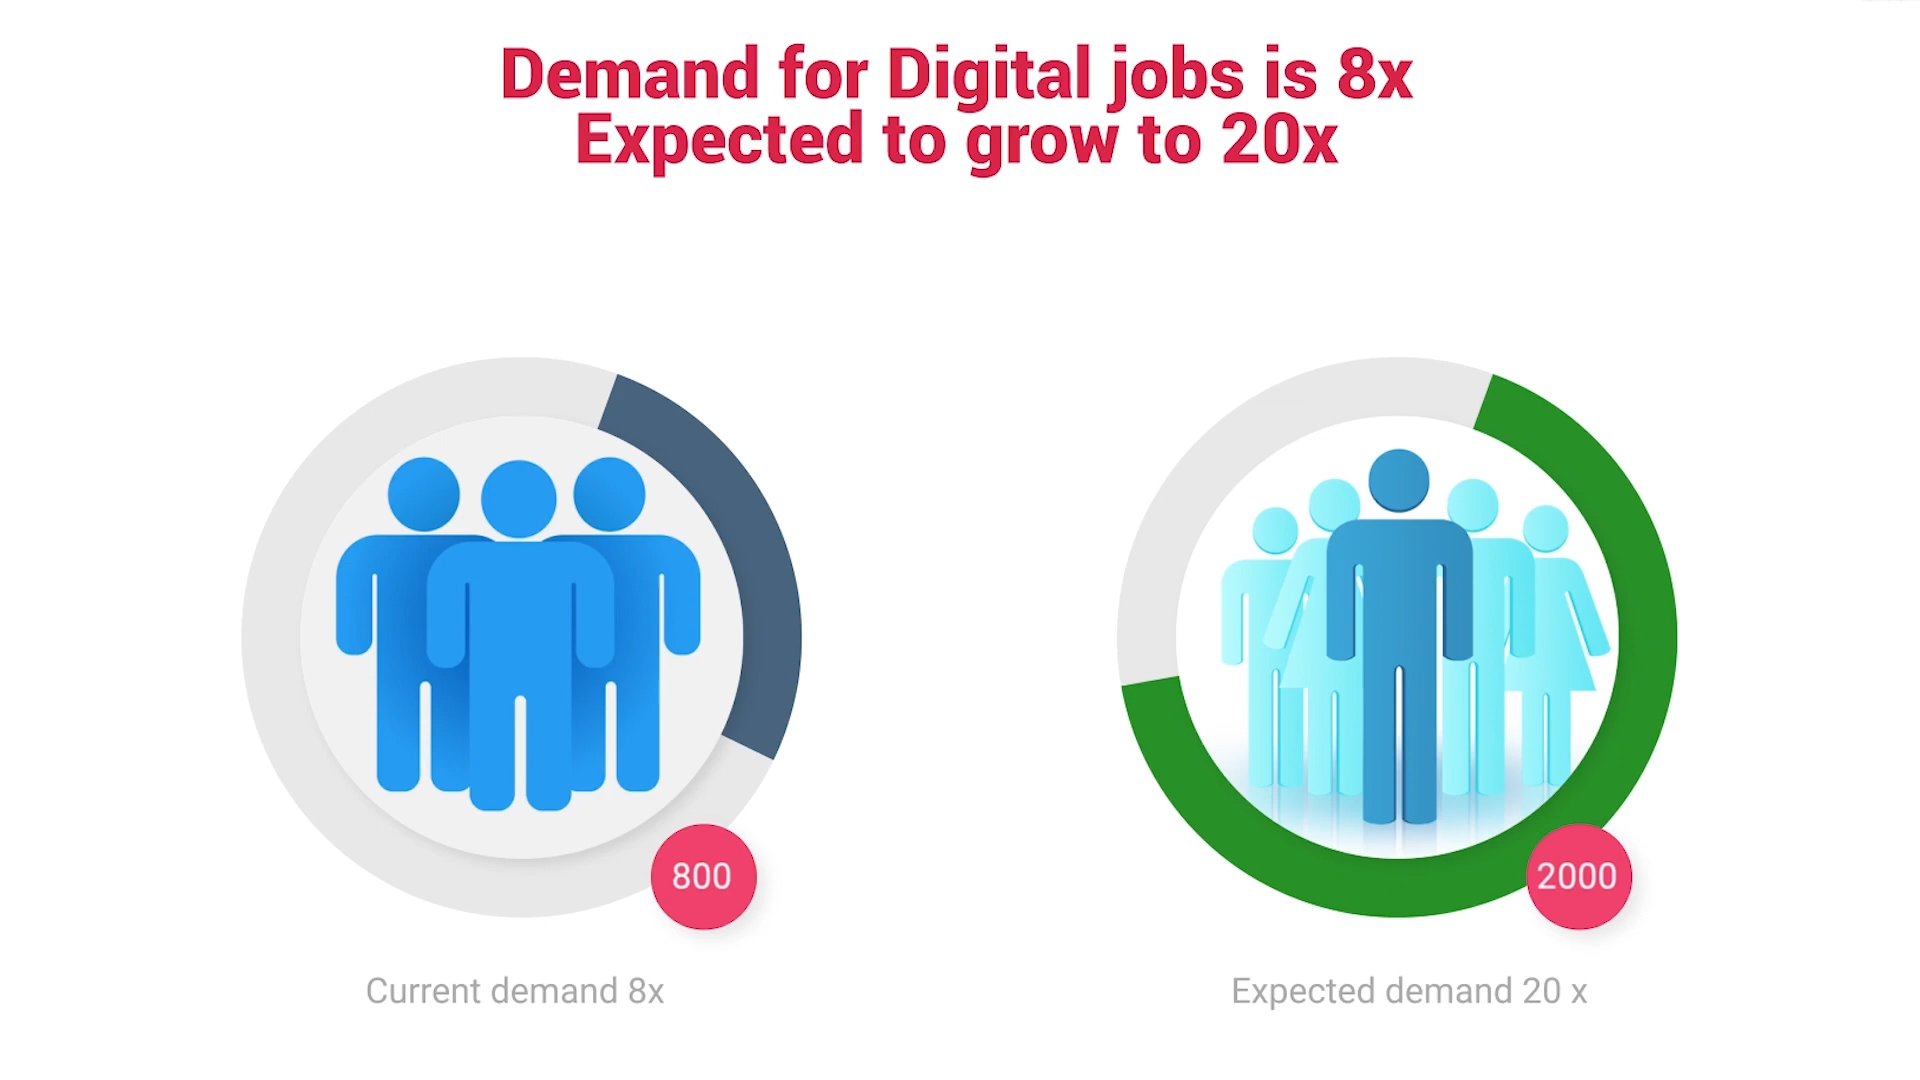 Demand for Digital jobs is 8x
Expected to grow to 20x
800
2000
Current demand 8x
Expected demand 20 x